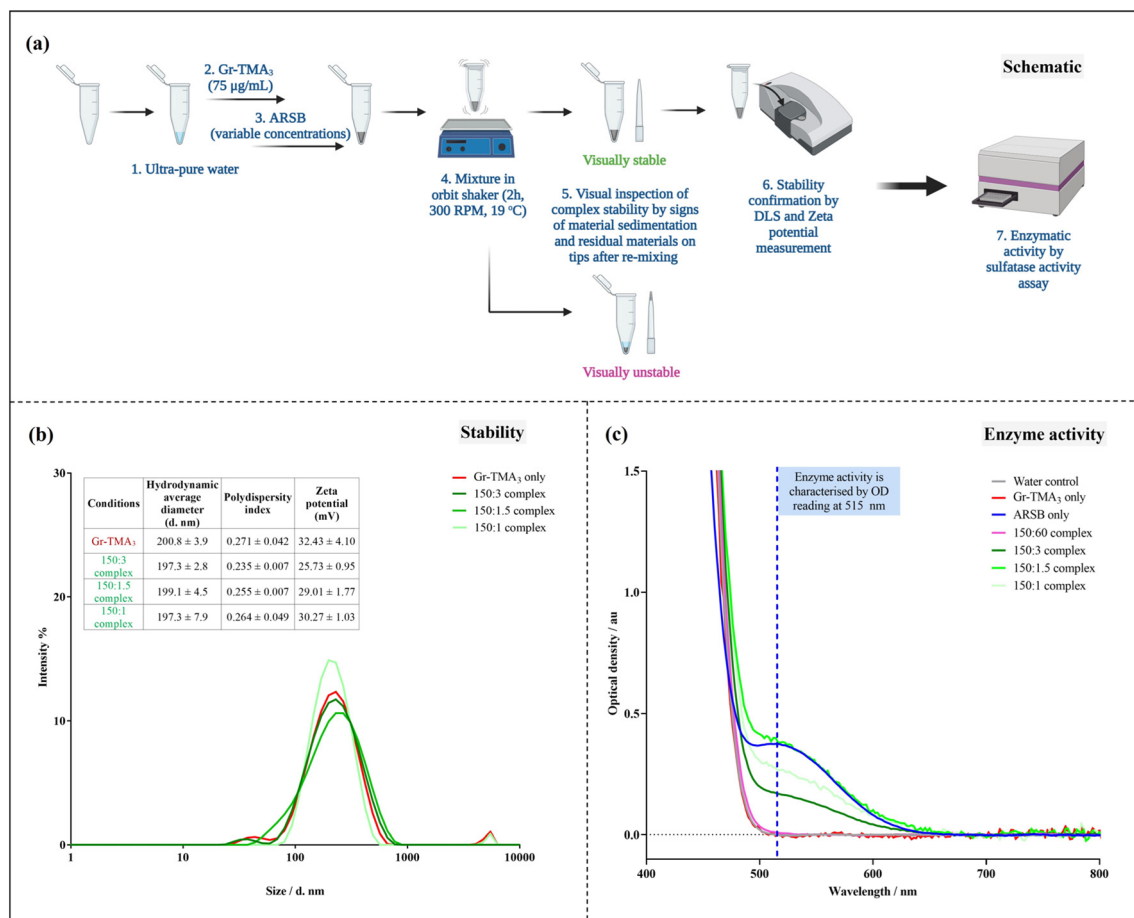 (a)
Schematic
2. Gr-TMA₃
(75 µg/mL)
3. ARSB
(variable concentrations)
1. Ultra-pure water
4. Mixture in
orbit shaker (2h,
300 RPM, 19 °C)
Visually stable
5. Visual inspection of
complex stability by signs
of material sedimentation
and residual materials on
tips after re-mixing
6. Stability
confirmation by
DLS and Zeta
potential
measurement
7. Enzymatic
activity by
sulfatase activity
assay
Visually unstable
(b)
Stability
Gr-TMA₃ only
150:3 complex
150:1.5 complex
150:1 complex
Conditions Hydrodynamic average diameter (d. nm) Polydispersity index Zeta potential (mV)
Gr-TMA₃ 200.8 ± 3.9 0.271 ± 0.042 32.43 ± 4.10
150:3 complex 197.3 ± 2.8 0.235 ± 0.007 25.73 ± 0.95
150:1.5 complex 199.1 ± 4.5 0.255 ± 0.007 29.01 ± 1.77
150:1 complex 197.3 ± 7.9 0.264 ± 0.049 30.27 ± 1.03
Intensity %
30
20
10
0
1 10 100 1000 10000
Size / d. nm
(c)
Enzyme activity
Enzyme activity is
characterised by OD
reading at 515 nm
Water control
Gr-TMA₃ only
ARSB only
150:60 complex
150:3 complex
150:1.5 complex
150:1 complex
Optical density / au
1.5
1.0
0.5
0.0
400 500 600 700 800
Wavelength / nm